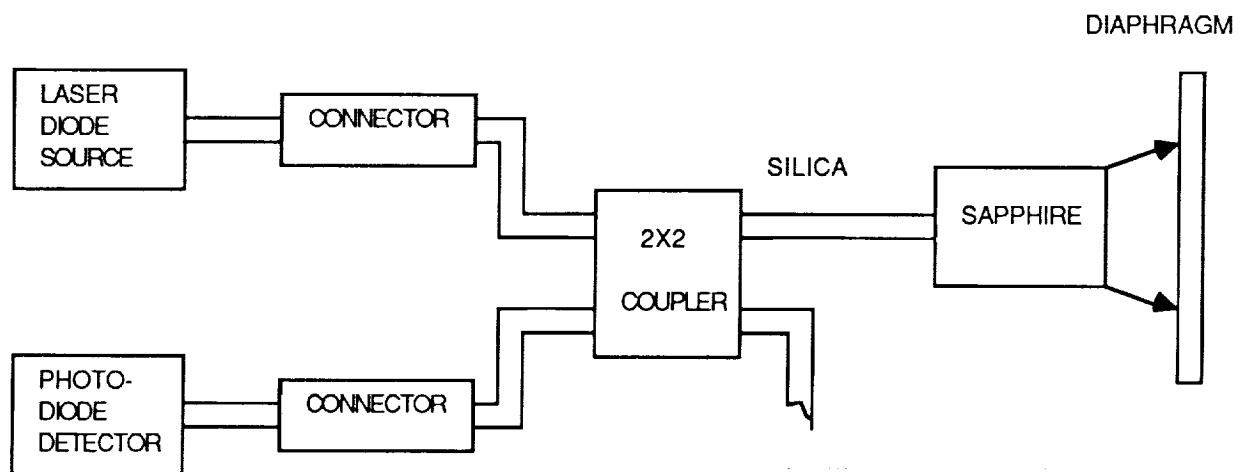 DIAPHRAGM
LASER
DIODE
SOURCE
CONNECTOR
SILICA
SAPPHIRE
2X2
COUPLER
PHOTO-
DIODE
DETECTOR
CONNECTOR